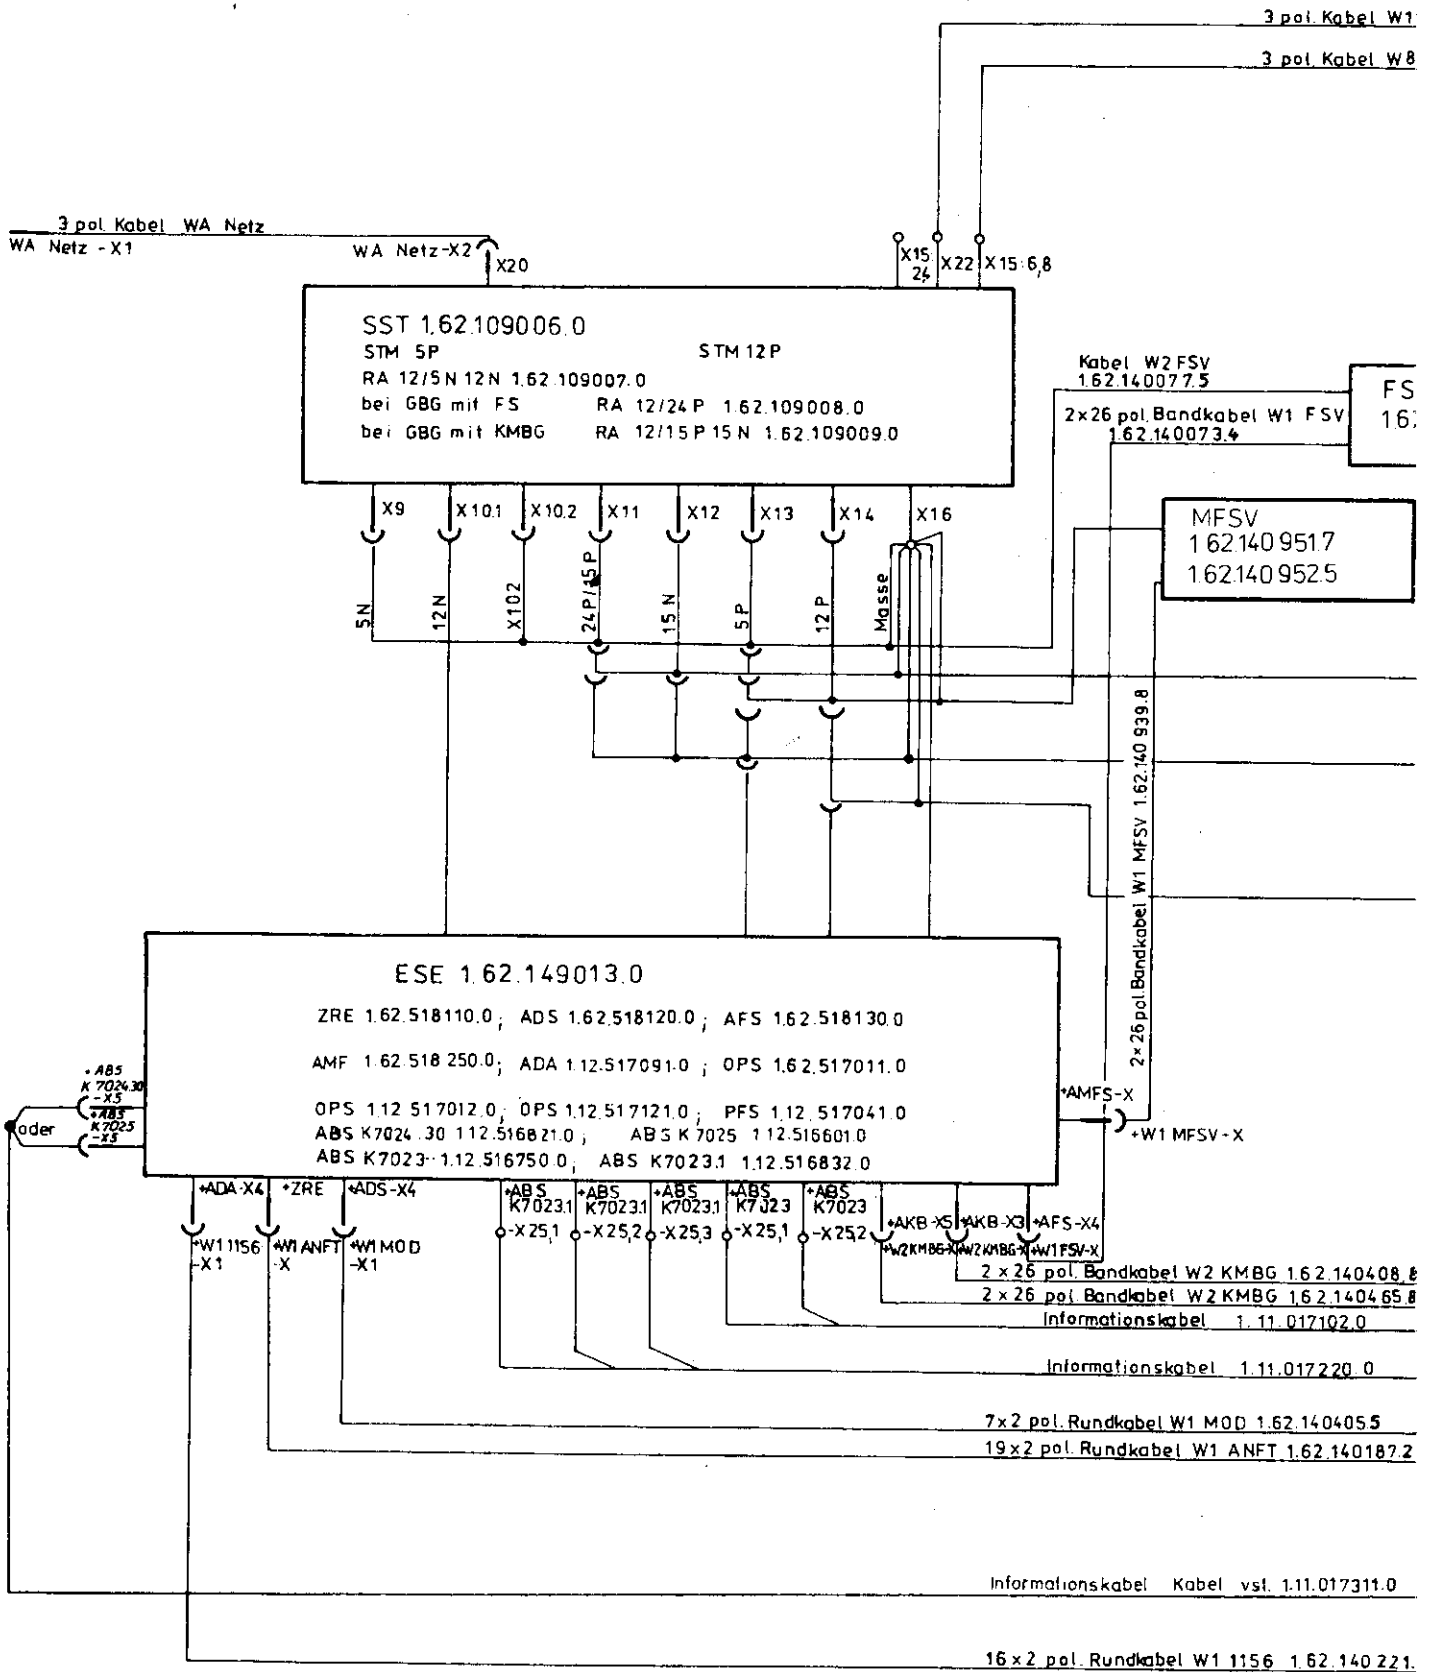 3 pol. Kabel W1
3 pol. Kabel W8
3 pol. Kabel WA Netz
WA Netz -X1
WA Netz-X2
X20
X15:
2,4
X22
X15:6,8
SST 1.62.109006.0
STM 5P
STM 12P
RA 12/5N 12N 1.62.109007.0
bei GBG mit FS RA 12/24P 1.62.109008.0
bei GBG mit KMBG RA 12/15P 15N 1.62.109009.0
Kabel W2 FSV
1.62.140077.5
2x26 pol. Bandkabel W1 FSV
1.62.140073.4
FS
1.6
MFSV
1 62.140 951.7
1.62.140 952.5
X9
X10.1
X10.2
X11
X12
X13
X14
X16
5N
12N
X102
24P/15P
15N
5P
12P
Masse
2x26 pol.Bandkabel W1 MFSV 1.62.140 939.8
ESE 1.62.149013.0
ZRE 1.62.518110.0; ADS 1.62.518120.0; AFS 1.62.518130.0
AMF 1.62.518 250.0; ADA 1.12.517091.0; OPS 1.62.517011.0
OPS 1.12 517012.0; OPS 1.12.517121.0; PFS 1.12.517041.0
ABS K7024.30 1 12.516821.0; ABS K 7025 1 12.516601.0
ABS K7023 1.12.516750.0; ABS K7023.1 1.12.516832.0
+ABS
K 7024.30
-X5
+ABS
K7025
-X5
oder
+AMFS-X
+W1 MFSV-X
+ADA-X4
+ZRE
+ADS-X4
+ABS
K7023.1
-X25,1
+ABS
K7023.1
-X25,2
+ABS
K7023.1
-X25,3
+ABS
K7023
-X25,1
+ABS
K7023
-X25,2
+AKB-X5
+AKB-X3
+AFS-X4
+W1 1156
-X1
+W1 ANFT
-X
+W1 MOD
-X1
+W2KMBG-X
+W2KMBG-X
+W1FSV-X
2 x 26 pol. Bandkabel W2 KMBG 1.62.140408.8
2 x 26 pol. Bandkabel W2 KMBG 1.62.140465.8
Informationskabel 1.11.017102.0
Informationskabel 1.11.017220.0
7x2 pol. Rundkabel W1 MOD 1.62.140405.5
19x2 pol. Rundkabel W1 ANFT 1.62.140187.2
Informationskabel Kabel vst. 1.11.017311.0
16x2 pol. Rundkabel W1 1156 1.62.140 221.